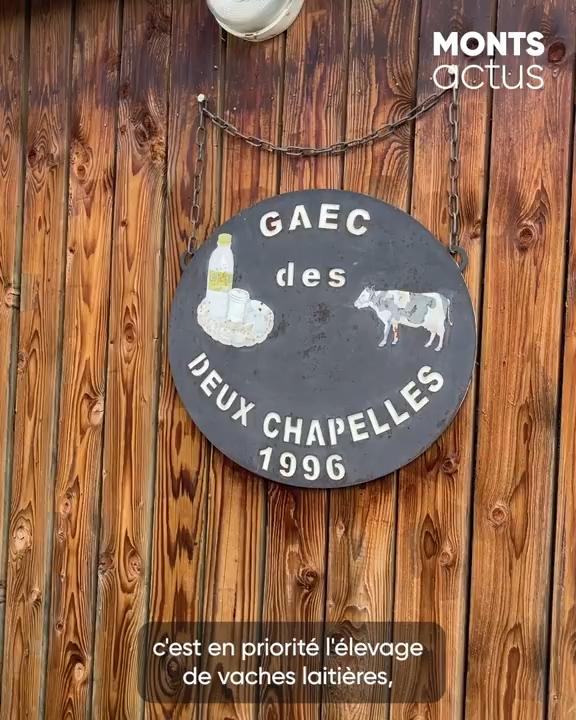 MONTS
actus
GAEC
des
DEUX CHAPELLES
1996
c'est en priorité l'élevage
de vaches laitières,